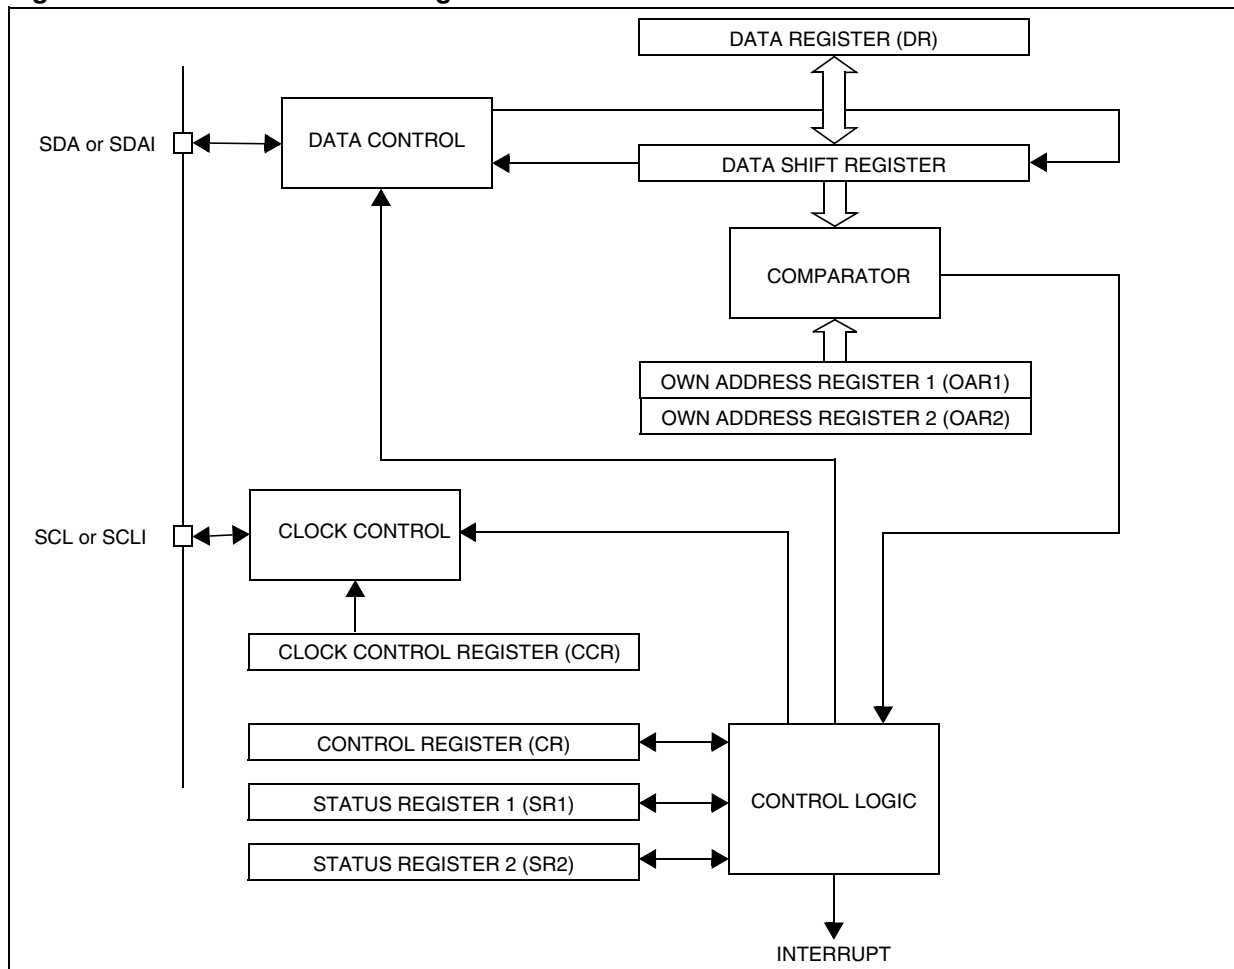 DATA REGISTER (DR)
DATA CONTROL
SDA or SDAI
DATA SHIFT REGISTER
COMPARATOR
OWN ADDRESS REGISTER 1 (OAR1)
OWN ADDRESS REGISTER 2 (OAR2)
CLOCK CONTROL
SCL or SCLI
CLOCK CONTROL REGISTER (CCR)
CONTROL REGISTER (CR)
STATUS REGISTER 1 (SR1)
CONTROL LOGIC
STATUS REGISTER 2 (SR2)
INTERRUPT